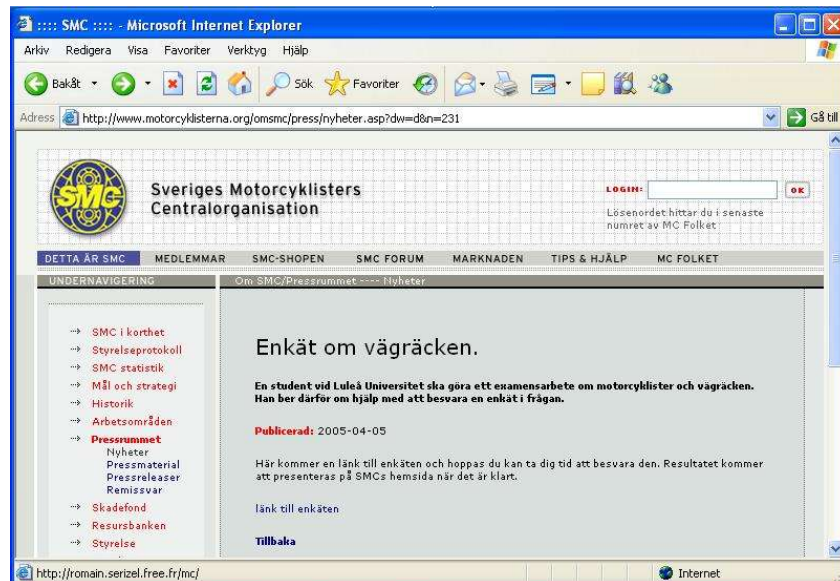 :::: SMC :::: - Microsoft Internet Explorer
Arkiv Redigera Visa Favoriter Verktyg Hjälp
Bakåt Sök Favoriter
Adress http://www.motorcyklisterna.org/omsmc/press/nyheter.asp?dw=d&n=231 Gå till
SMC
Sveriges Motorcyklisters
Centralorganisation
LOGIN: OK
Lösenordet hittar du i senaste
numret av MC Folket
DETTA ÄR SMC MEDLEMMAR SMC-SHOPEN SMC FORUM MARKNADEN TIPS & HJÄLP MC FOLKET
UNDERNAVIGERING Om SMC/Pressrummet ---- Nyheter
SMC i korthet
Styrelseprotokoll
SMC statistik
Mål och strategi
Historik
Arbetsområden
Pressrummet
Nyheter
Pressmaterial
Pressreleaser
Remissvar
Skadefond
Resursbanken
Styrelse
Enkät om vägräcken.
En student vid Luleå Universitet ska göra ett examensarbete om motorcyklister och vägräcken.
Han ber därför om hjälp med att besvara en enkät i frågan.
Publicerad: 2005-04-05
Här kommer en länk till enkäten och hoppas du kan ta dig tid att besvara den. Resultatet kommer
att presenteras på SMCs hemsida när det är klart.
länk till enkäten
Tillbaka
http://romain.serizel.free.fr/mc/ Internet